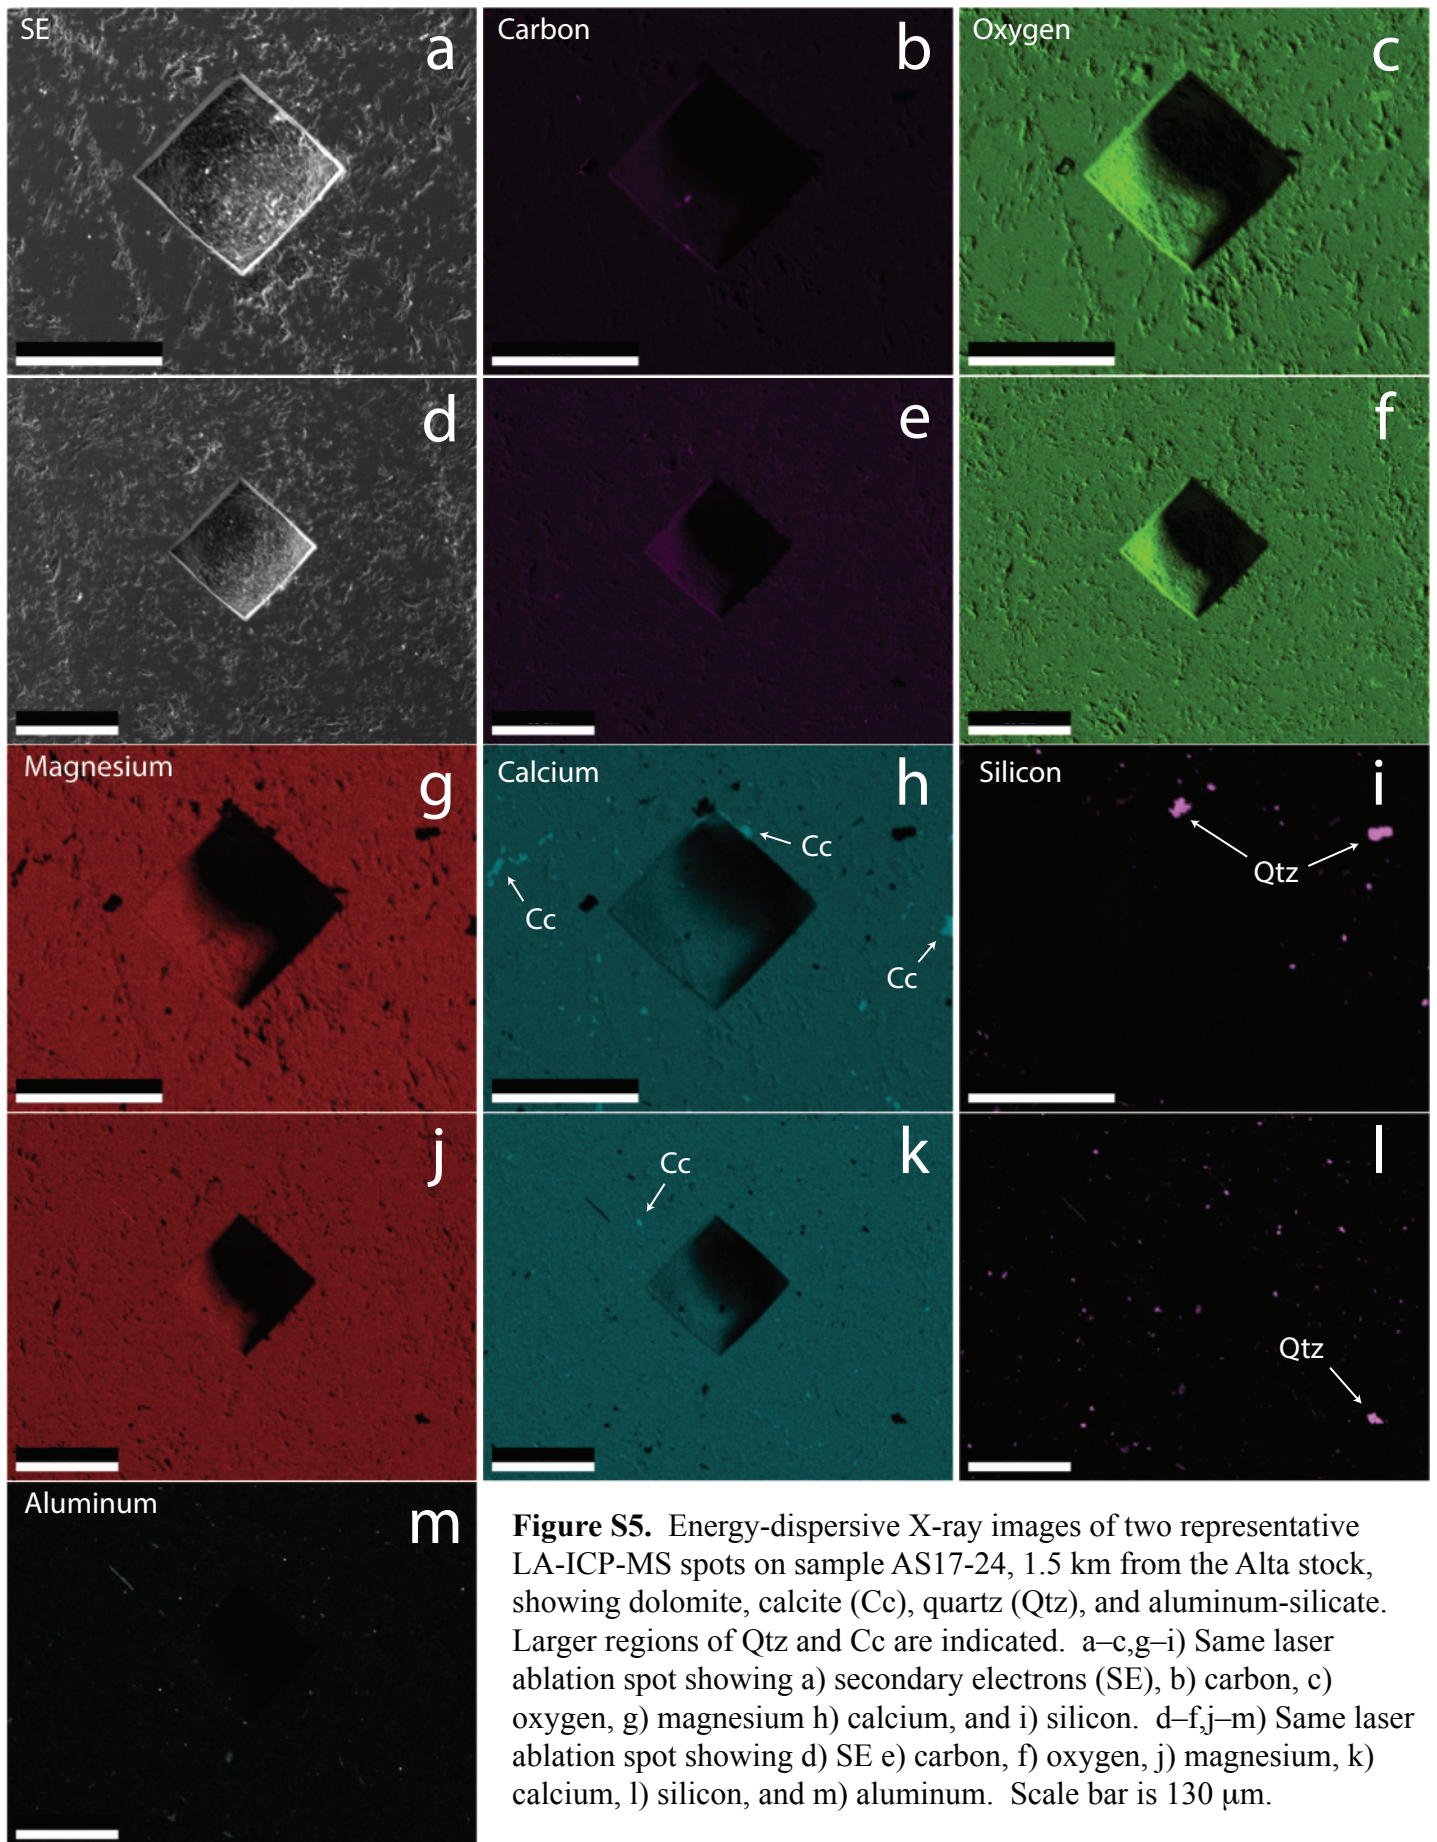 SE
a
Carbon
b
Oxygen
c
d
e
f
Magnesium
g
Calcium
h
Cc
Cc
Cc
Silicon
i
Qtz
j
k
Cc
l
Qtz
Aluminum
m
Figure S5. Energy-dispersive X-ray images of two representative
LA-ICP-MS spots on sample AS17-24, 1.5 km from the Alta stock,
showing dolomite, calcite (Cc), quartz (Qtz), and aluminum-silicate.
Larger regions of Qtz and Cc are indicated. a–c,g–i) Same laser
ablation spot showing a) secondary electrons (SE), b) carbon, c)
oxygen, g) magnesium h) calcium, and i) silicon. d–f,j–m) Same laser
ablation spot showing d) SE e) carbon, f) oxygen, j) magnesium, k)
calcium, l) silicon, and m) aluminum. Scale bar is 130 μm.